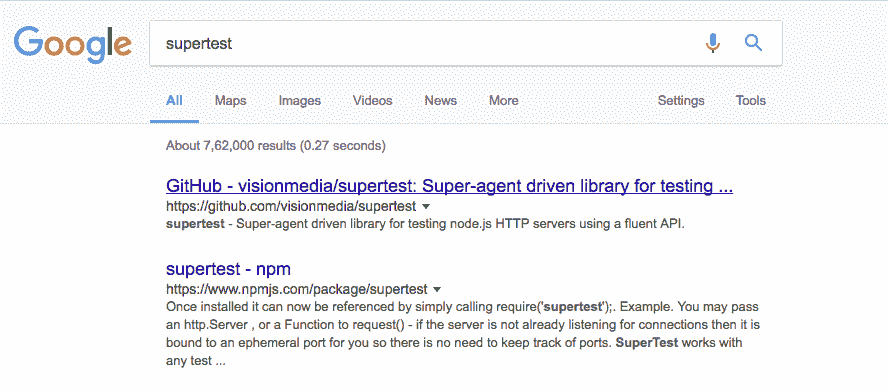 Google
supertest
All Maps Images Videos News More Settings Tools
About 7,62,000 results (0.27 seconds)
GitHub - visionmedia/supertest: Super-agent driven library for testing ...
https://github.com/visionmedia/supertest
supertest - Super-agent driven library for testing node.js HTTP servers using a fluent API.
supertest - npm
https://www.npmjs.com/package/supertest
Once installed it can now be referenced by simply calling require('supertest');. Example. You may pass
an http.Server , or a Function to request() - if the server is not already listening for connections then it is
bound to an ephemeral port for you so there is no need to keep track of ports. SuperTest works with
any test ...